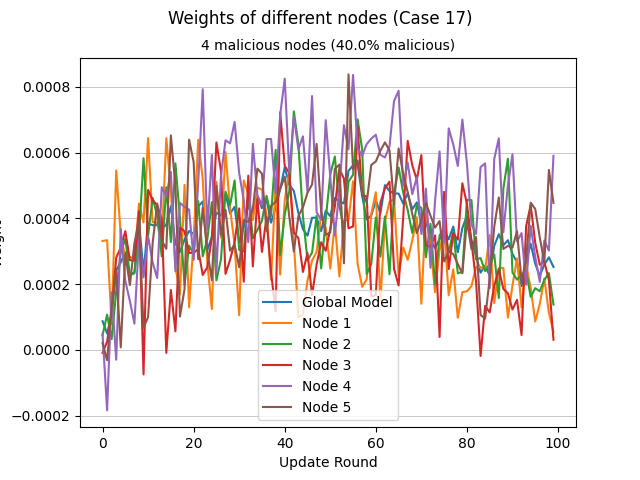 Weights of different nodes (Case 17)
4 malicious nodes (40.0% malicious)
0.0008
0.0006
0.0004
0.0002
0.0000
−0.0002
0 20 40 60 80 100
Update Round
Global Model
Node 1
Node 2
Node 3
Node 4
Node 5